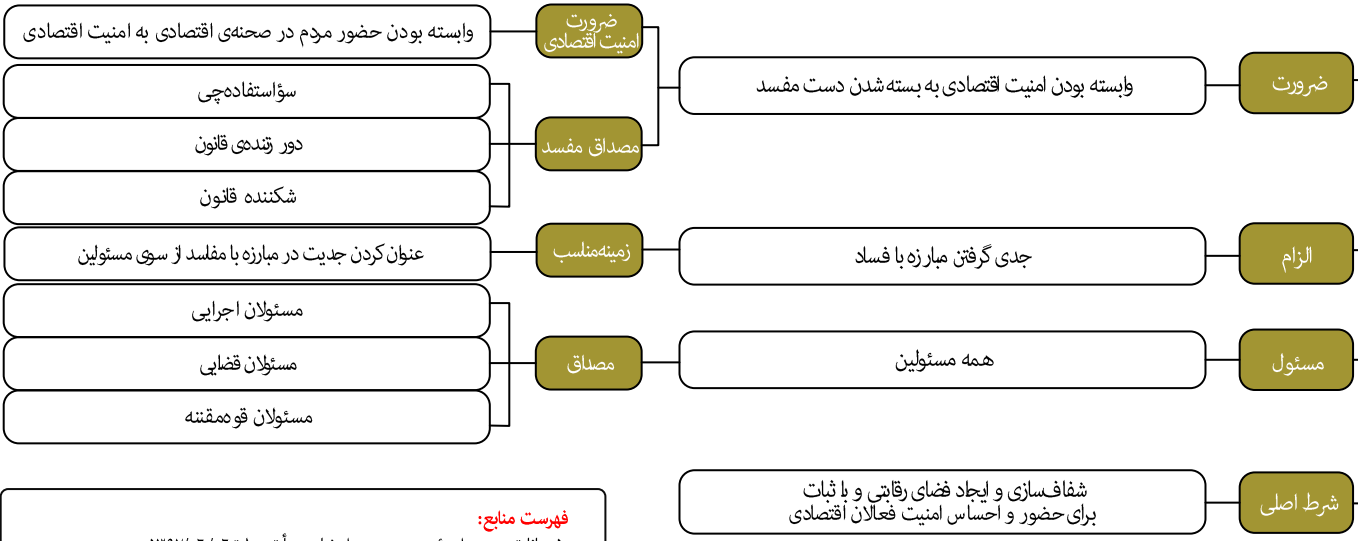 ضرورت
وابسته بودن امنیت اقتصادی به بسته شدن دست مفسد
ضرورت
امنیت اقتصادی
وابسته بودن حضور مردم در صحنه‌ی اقتصادی به امنیت اقتصادی
مصداق مفسد
سؤاستفاده‌چی
دور زننده‌ی قانون
شکننده قانون
الزام
جدی گرفتن مبارزه با فساد
زمینه‌مناسب
عنوان کردن جدیت در مبارزه با مفاسد از سوی مسئولین
مسئول
همه مسئولین
مصداق
مسئولان اجرایی
مسئولان قضایی
مسئولان قوه‌مقننه
شرط اصلی
شفاف‌سازی و ایجاد فضای رقابتی و با ثبات
برای حضور و احساس امنیت فعالان اقتصادی
فهرست منابع: